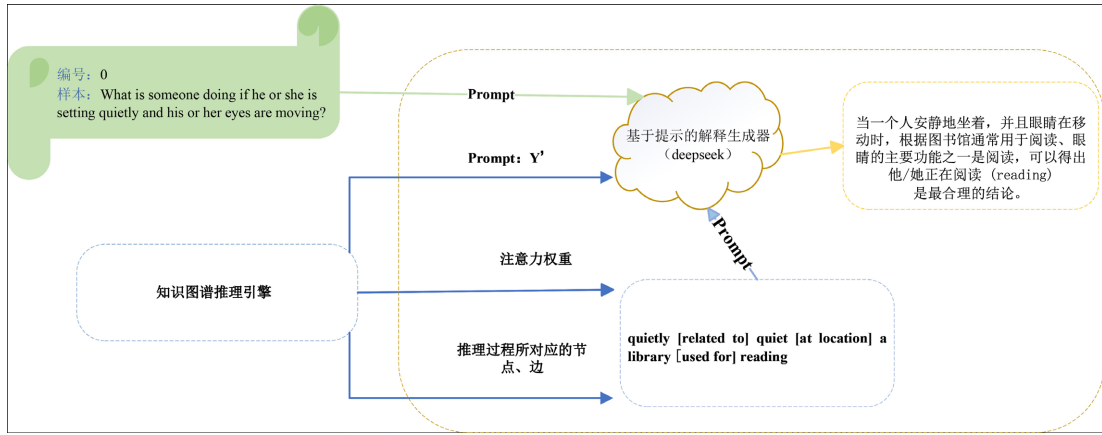 编号：0
样本：What is someone doing if he or she is
setting quietly and his or her eyes are moving?
Prompt
基于提示的解释生成器
（deepseek）
当一个人安静地坐着，并且眼睛在移
动时，根据图书馆通常用于阅读、眼
睛的主要功能之一是阅读，可以得出
他/她正在阅读 (reading)
是最合理的结论。
Prompt：Y’
Prompt
知识图谱推理引擎
注意力权重
推理过程所对应的节
点、边
quietly [related to] quiet [at location] a
library［used for] reading